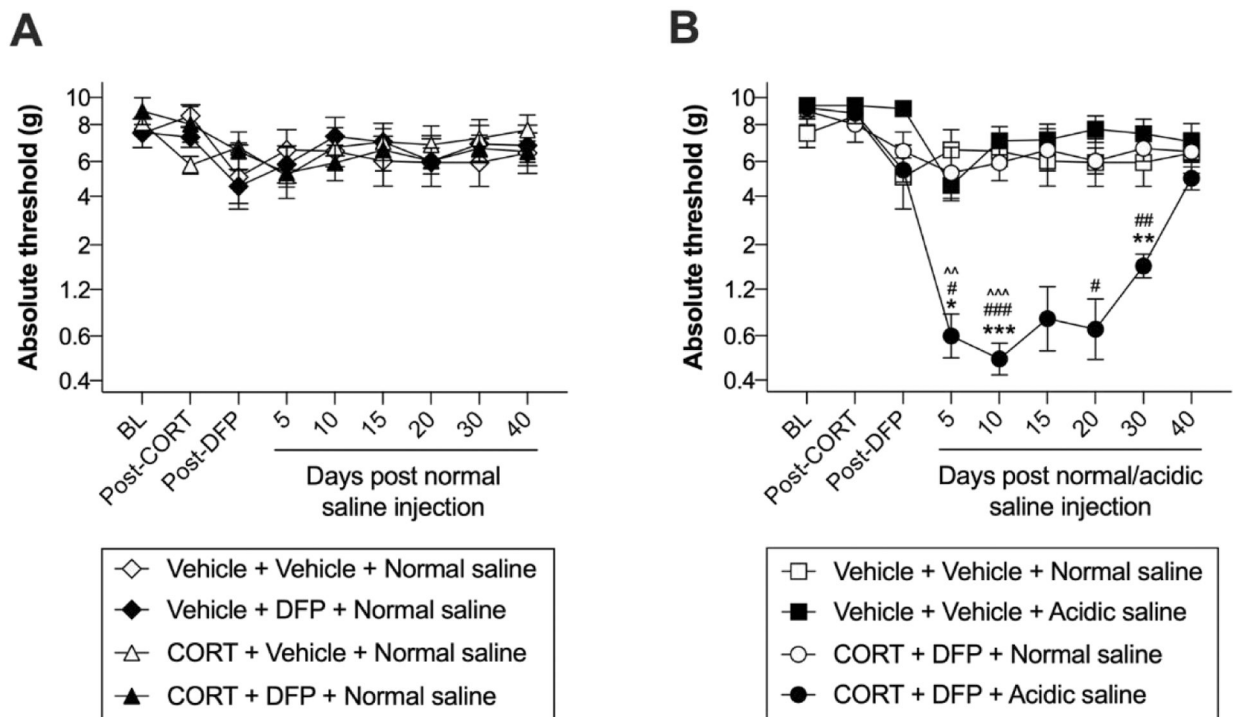 A
Absolute threshold (g)
10
8
6
4
2
1.2
0.6
0.4
BL
Post-CORT
Post-DFP
5
10
15
20
30
40
Days post normal
saline injection
Vehicle + Vehicle + Normal saline
Vehicle + DFP + Normal saline
CORT + Vehicle + Normal saline
CORT + DFP + Normal saline
B
Absolute threshold (g)
10
8
6
4
2
1.2
0.6
0.4
^^
#
*
^^^
###
***
#
##
**
BL
Post-CORT
Post-DFP
5
10
15
20
30
40
Days post normal/acidic
saline injection
Vehicle + Vehicle + Normal saline
Vehicle + Vehicle + Acidic saline
CORT + DFP + Normal saline
CORT + DFP + Acidic saline